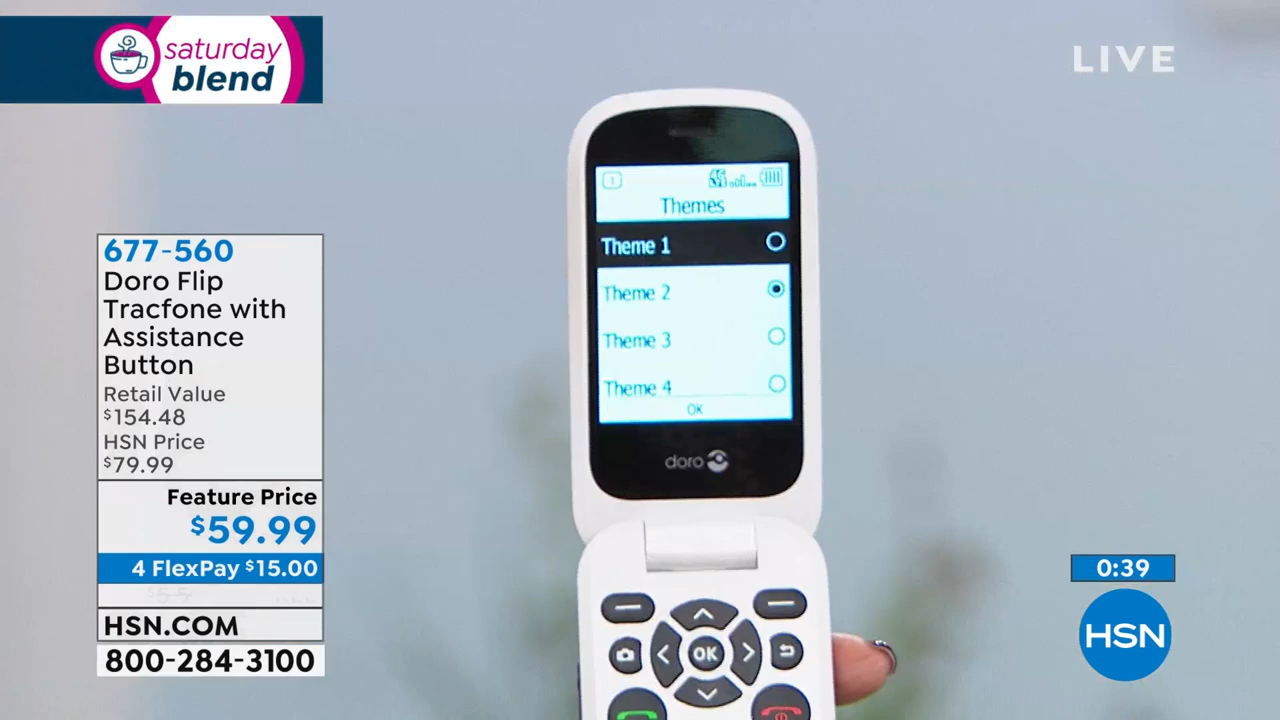 saturday
blend
LIVE
677-560
Doro Flip
Tracfone with
Assistance
Button
Retail Value
$154.48
HSN Price
$79.99
Feature Price
$59.99
4 FlexPay $15.00
HSN.COM
800-284-3100
4G
Themes
Theme 1
Theme 2
Theme 3
Theme 4
OK
doro
OK
0:39
HSN